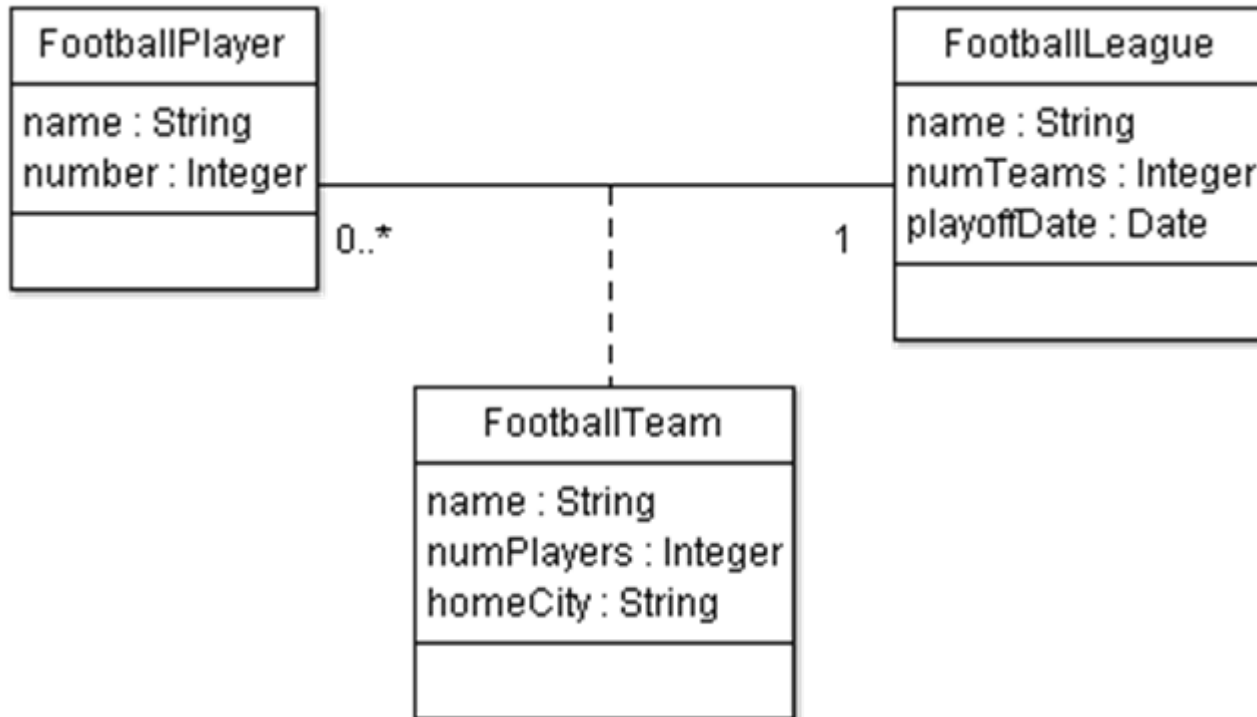 FootballPlayer
name : String
number : Integer
0..*
1
FootballLeague
name : String
numTeams : Integer
playoffDate : Date
FootballTeam
name : String
numPlayers : Integer
homeCity : String